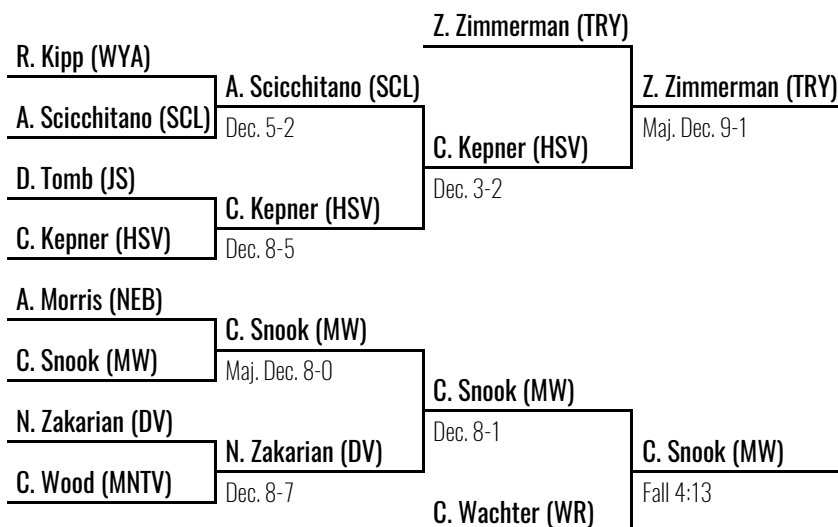 Z. Zimmerman (TRY)
R. Kipp (WYA)
A. Scicchitano (SCL)
Z. Zimmerman (TRY)
A. Scicchitano (SCL)
Dec. 5-2
Maj. Dec. 9-1
C. Kepner (HSV)
D. Tomb (JS)
Dec. 3-2
C. Kepner (HSV)
C. Kepner (HSV)
Dec. 8-5
A. Morris (NEB)
C. Snook (MW)
C. Snook (MW)
Maj. Dec. 8-0
C. Snook (MW)
N. Zakarian (DV)
Dec. 8-1
N. Zakarian (DV)
C. Snook (MW)
C. Wood (MNTV)
Dec. 8-7
Fall 4:13
C. Wachter (WR)